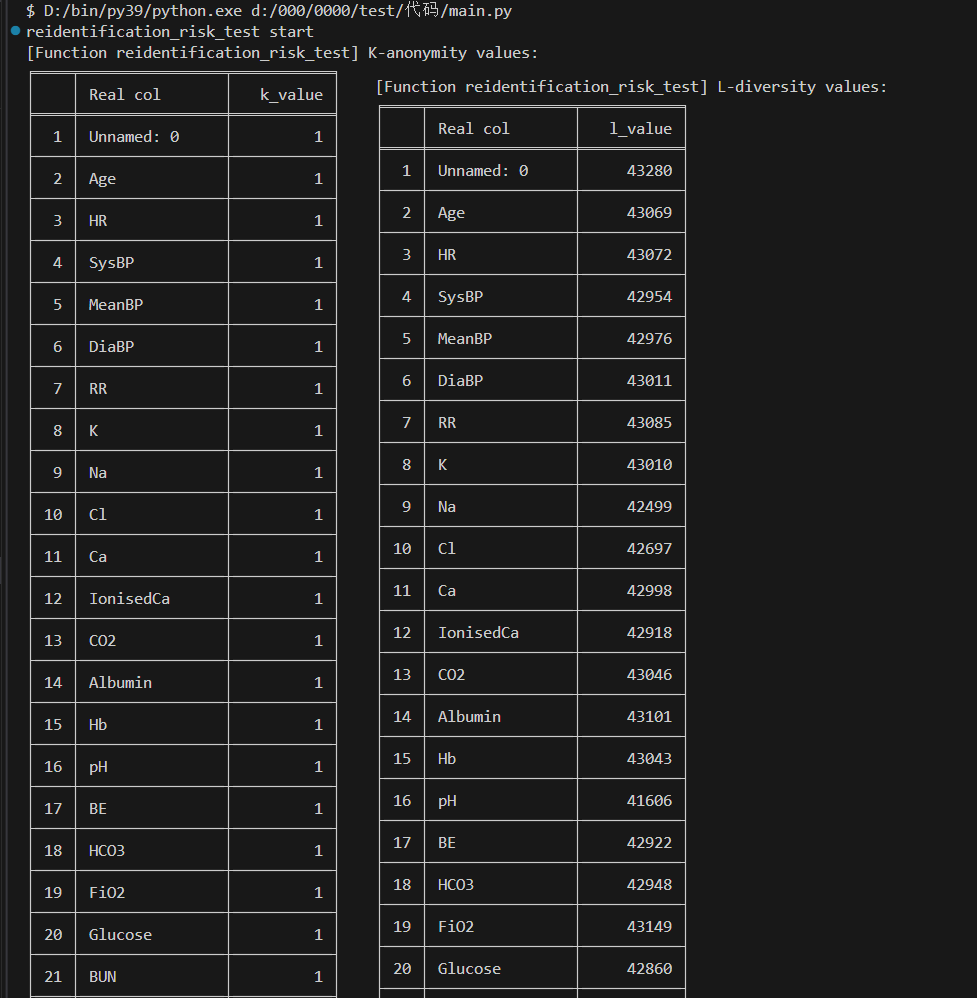 $ D:/bin/py39/python.exe d:/000/0000/test/代码/main.py
reidentification_risk_test start
[Function reidentification_risk_test] K-anonymity values:
Real col k_value
1 Unnamed: 0 1
2 Age 1
3 HR 1
4 SysBP 1
5 MeanBP 1
6 DiaBP 1
7 RR 1
8 K 1
9 Na 1
10 Cl 1
11 Ca 1
12 IonisedCa 1
13 CO2 1
14 Albumin 1
15 Hb 1
16 pH 1
17 BE 1
18 HCO3 1
19 FiO2 1
20 Glucose 1
21 BUN 1
[Function reidentification_risk_test] L-diversity values:
Real col l_value
1 Unnamed: 0 43280
2 Age 43069
3 HR 43072
4 SysBP 42954
5 MeanBP 42976
6 DiaBP 43011
7 RR 43085
8 K 43010
9 Na 42499
10 Cl 42697
11 Ca 42998
12 IonisedCa 42918
13 CO2 43046
14 Albumin 43101
15 Hb 43043
16 pH 41606
17 BE 42922
18 HCO3 42948
19 FiO2 43149
20 Glucose 42860